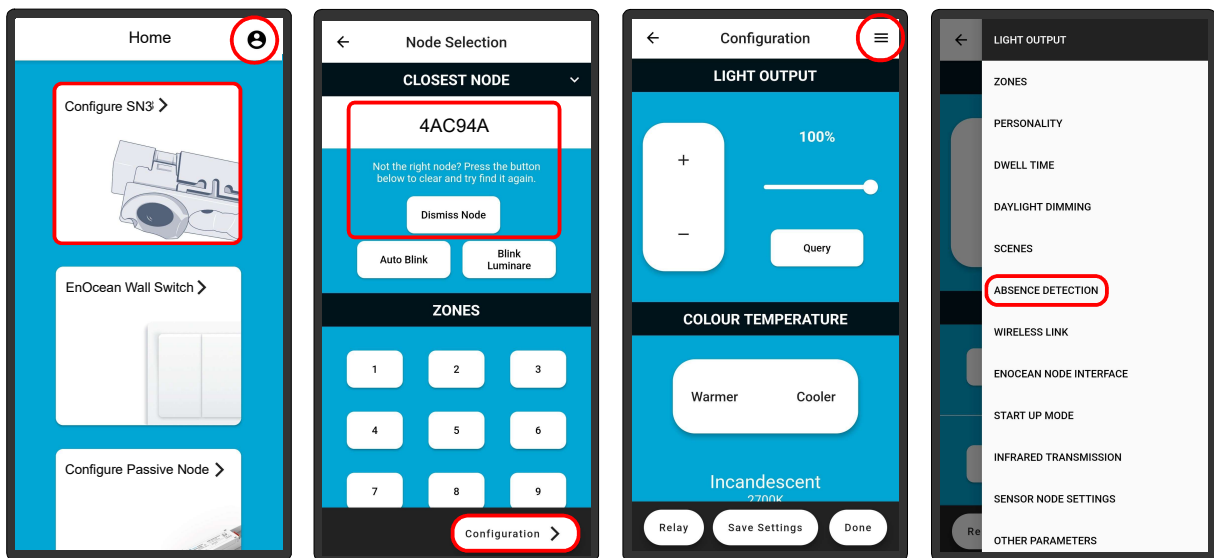 Home
Configure SN3
EnOcean Wall Switch
Configure Passive Node
Node Selection
CLOSEST NODE
4AC94A
Not the right node? Press the button
below to clear and try find it again.
Dismiss Node
Auto Blink
Blink
Luminare
ZONES
1 2 3
4 5 6
7 8 9
Configuration
Configuration
LIGHT OUTPUT
100%
+
−
Query
COLOUR TEMPERATURE
Warmer Cooler
Incandescent
2700K
Relay Save Settings Done
LIGHT OUTPUT
ZONES
PERSONALITY
DWELL TIME
DAYLIGHT DIMMING
SCENES
ABSENCE DETECTION
WIRELESS LINK
ENOCEAN NODE INTERFACE
START UP MODE
INFRARED TRANSMISSION
SENSOR NODE SETTINGS
OTHER PARAMETERS
Re